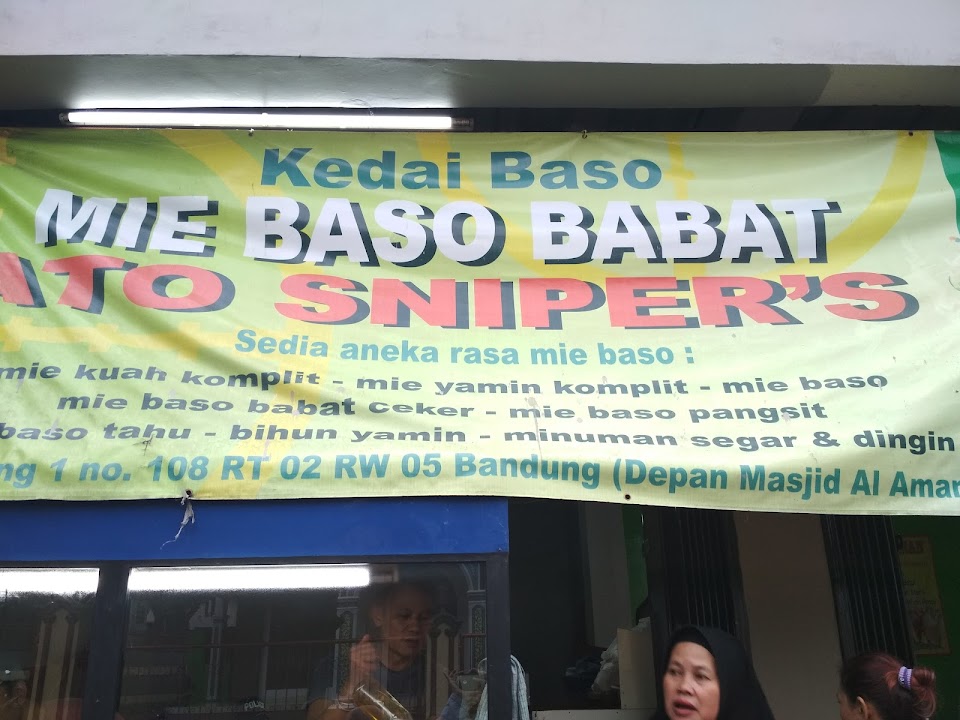 Kedai Baso
MIE BASO BABAT
ATO SNIPER'S
Sedia aneka rasa mie baso :
mie kuah komplit - mie yamin komplit - mie baso
mie baso babat ceker - mie baso pangsit
baso tahu - bihun yamin - minuman segar & dingin
ng 1 no. 108 RT 02 RW 05 Bandung (Depan Masjid Al Aman